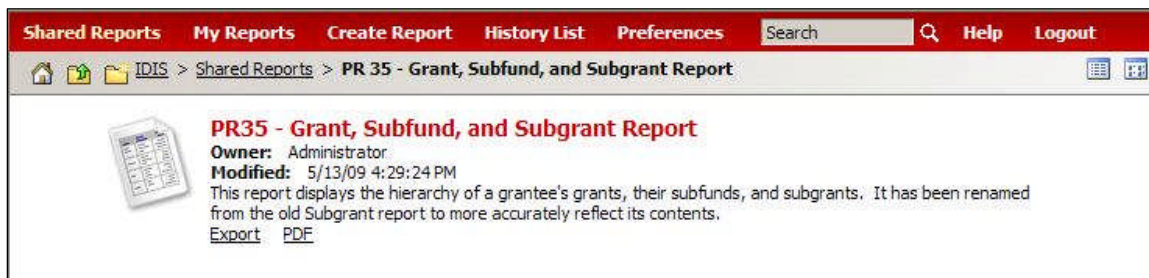 Shared Reports My Reports Create Report History List Preferences Search Help Logout
IDIS > Shared Reports > PR 35 - Grant, Subfund, and Subgrant Report
PR35 - Grant, Subfund, and Subgrant Report
Owner: Administrator
Modified: 5/13/09 4:29:24 PM
This report displays the hierarchy of a grantee's grants, their subfunds, and subgrants. It has been renamed
from the old Subgrant report to more accurately reflect its contents.
Export PDF